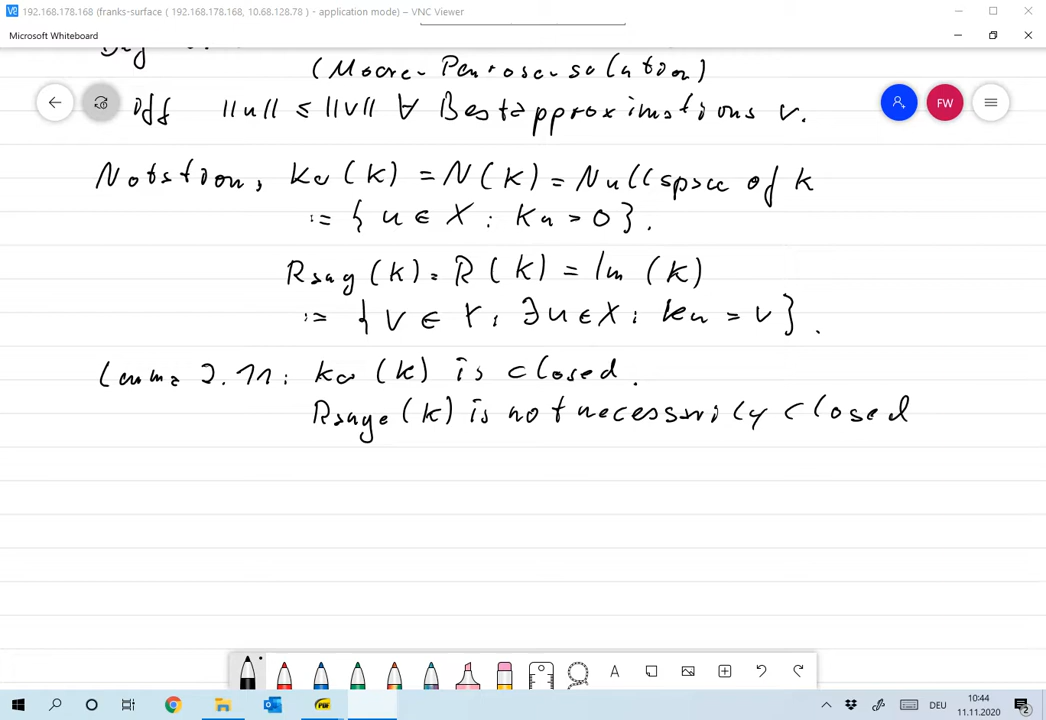 192.168.178.168 (franks-surface ( 192.168.178.168, 10.68.128.78 ) - application mode) – VNC Viewer
Microsoft Whiteboard
(Moore-Penrose-solution)
iff ||u|| ≤ ||v|| ∀ Bestapproximations v.
FW
Notation, Ker (K) = N(K) = Nullspace of K
:= { u ∈ X : Ku = 0 }.
Rang (K) = R (K) = Im (K)
:= { v ∈ Y : ∃ u ∈ X : Ku = v }.
Lemma 2.11: Ker (K) is closed.
Range (K) is not necessarily closed
A
DEU
10:44
11.11.2020
2